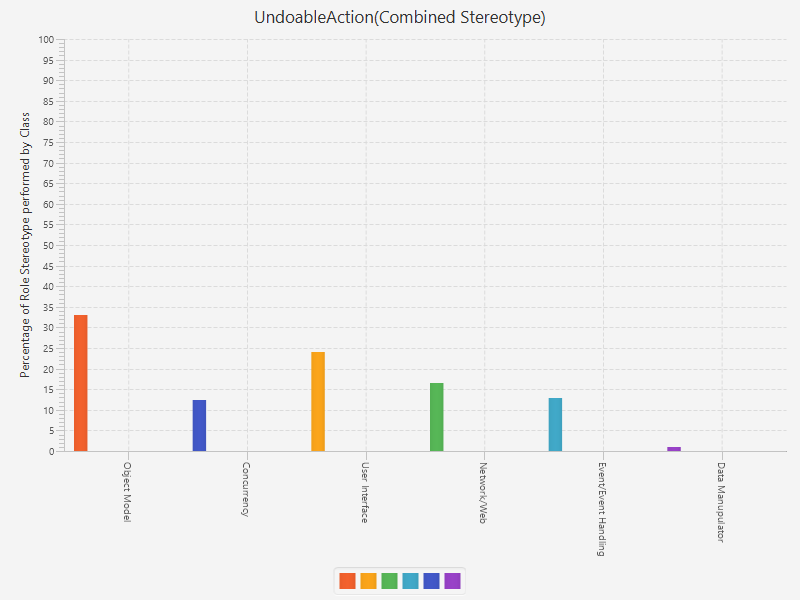 UndoableAction(Combined Stereotype)
Percentage of Role Stereotype performed by Class
100
95
90
85
80
75
70
65
60
55
50
45
40
35
30
25
20
15
10
5
0
Object Model
Concurrency
User Interface
Network/Web
Event/Event Handling
Data Manupulator